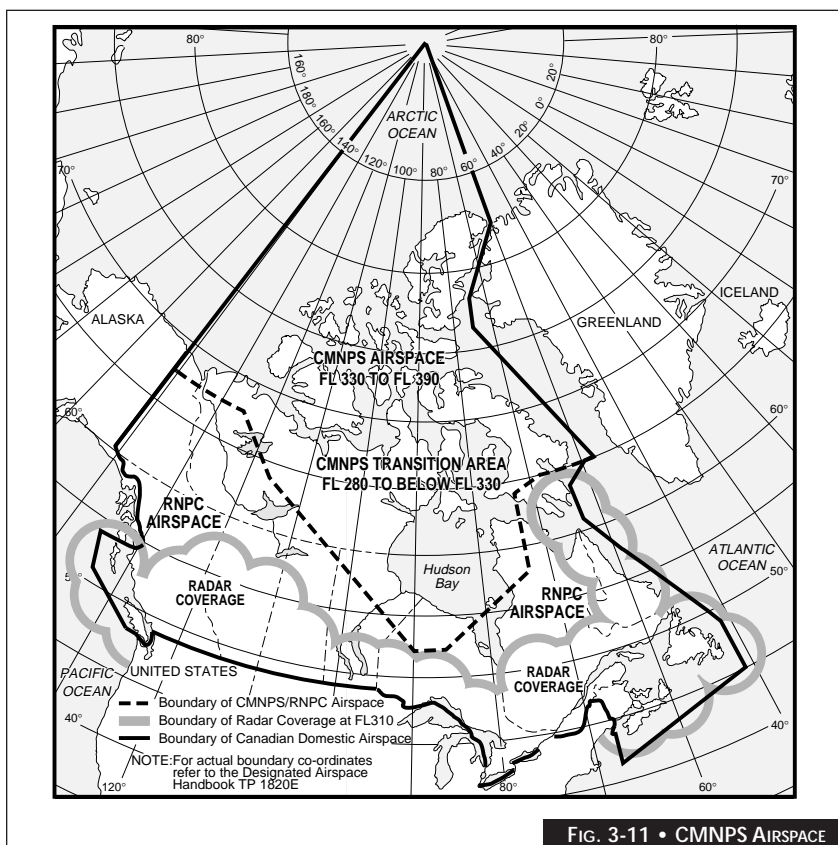 80°
80°
160°
180°
160°
140°
120°
100°
80°
60°
40°
20°
0°
20°
ARCTIC
OCEAN
70°
70°
ICELAND
ALASKA
GREENLAND
CMNPS AIRSPACE
FL 330 TO FL 390
60°
60°
CMNPS TRANSITION AREA
FL 280 TO BELOW FL 330
RNPC
AIRSPACE
ATLANTIC
OCEAN
Hudson
Bay
RADAR
COVERAGE
RNPC
AIRSPACE
50°
RADAR
COVERAGE
PACIFIC
OCEAN
UNITED STATES
Boundary of CMNPS/RNPC Airspace
Boundary of Radar Coverage at FL310
Boundary of Canadian Domestic Airspace
40°
40°
NOTE:For actual boundary co-ordinates
refer to the Designated Airspace
Handbook TP 1820E
120°
80°
60°
FIG. 3-11 • CMNPS AIRSPACE